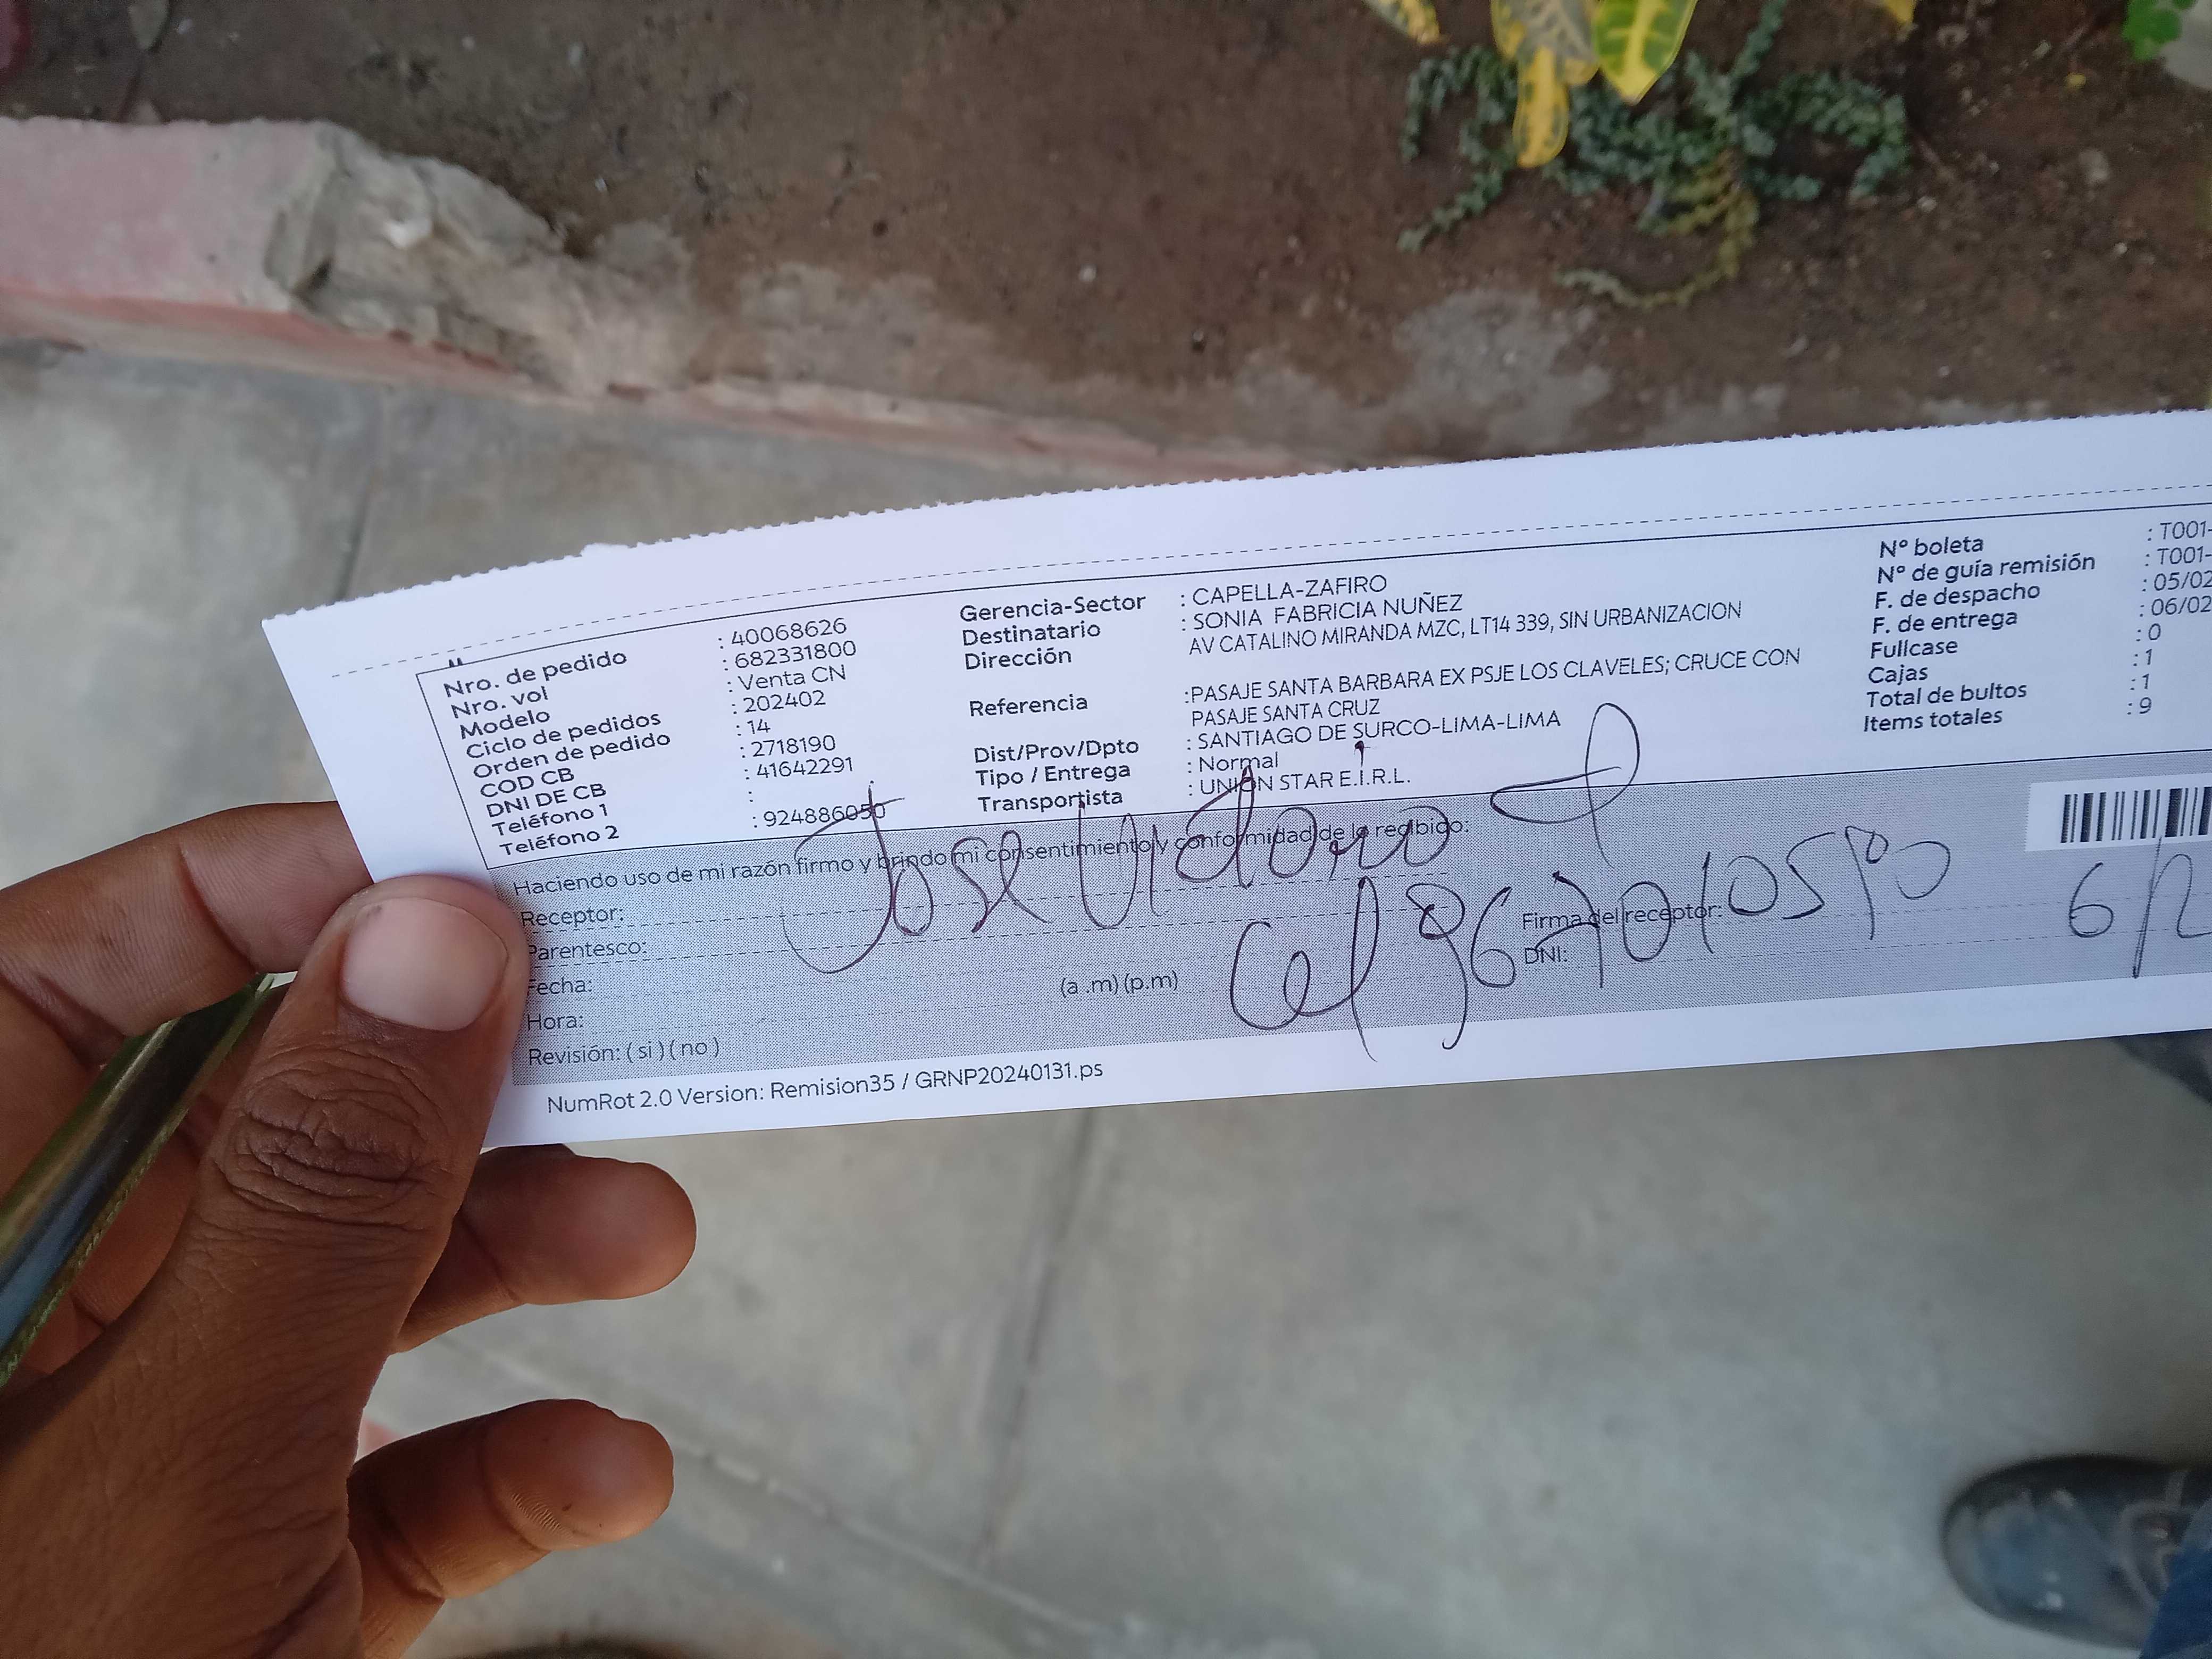 Nro. de pedido : 40068626
Nro. vol : 682331800
Modelo : Venta CN
Ciclo de pedidos : 202402
Orden de pedido : 14
COD CB : 2718190
DNI DE CB : 41642291
Teléfono 1 :
Teléfono 2 : 924886050
Gerencia-Sector : CAPELLA-ZAFIRO
Destinatario : SONIA FABRICIA NUÑEZ
Dirección AV CATALINO MIRANDA MZC, LT14 339, SIN URBANIZACION
Referencia :PASAJE SANTA BARBARA EX PSJE LOS CLAVELES; CRUCE CON
PASAJE SANTA CRUZ
Dist/Prov/Dpto : SANTIAGO DE SURCO-LIMA-LIMA
Tipo / Entrega : Normal
Transportista : UNION STAR E.I.R.L.
Nº boleta : T001-
Nº de guía remisión : T001-
F. de despacho : 05/02
F. de entrega : 06/02
Fullcase : 0
Cajas : 1
Total de bultos : 1
Items totales : 9
Haciendo uso de mi razón firmo y brindo mi consentimiento y conformidad de lo recibido:
Jose
Receptor:
Firma del receptor:
Parentesco:
DNI:
Cel
6/2
Fecha:
(a .m) (p.m)
Hora:
Revisión: ( si ) ( no )
NumRot 2.0 Version: Remision35 / GRNP20240131.ps